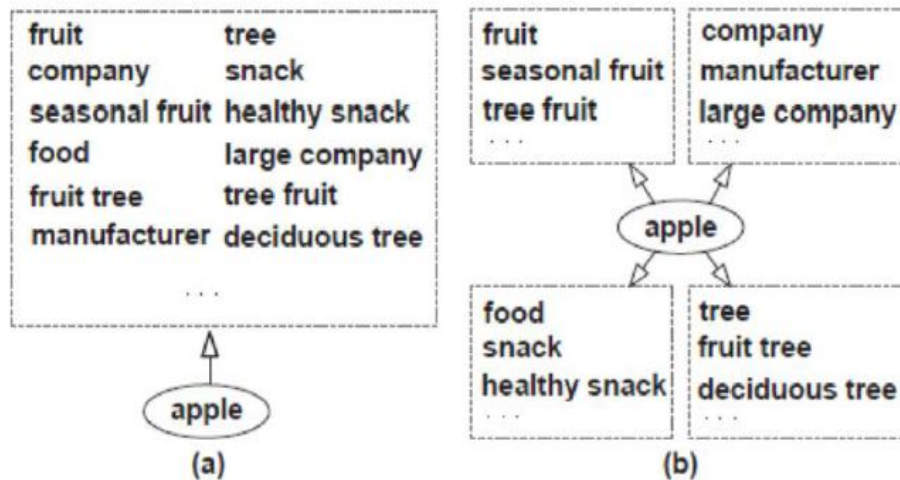 fruit tree
company snack
seasonal fruit healthy snack
food large company
fruit tree tree fruit
manufacturer deciduous tree
. . .
apple
(a)
fruit
seasonal fruit
tree fruit
. . .
company
manufacturer
large company
. . .
apple
food
snack
healthy snack
. . .
tree
fruit tree
deciduous tree
. . .
(b)